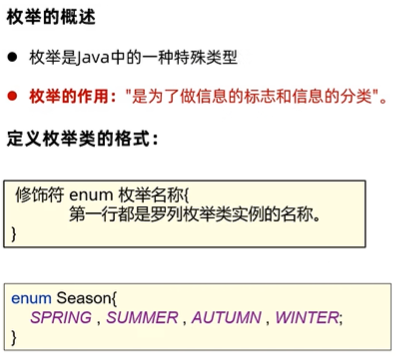 枚举的概述
● 枚举是Java中的一种特殊类型
● 枚举的作用："是为了做信息的标志和信息的分类"。
定义枚举类的格式：
修饰符 enum 枚举名称{
第一行都是罗列枚举类实例的名称。
}
enum Season{
SPRING , SUMMER , AUTUMN , WINTER;
}